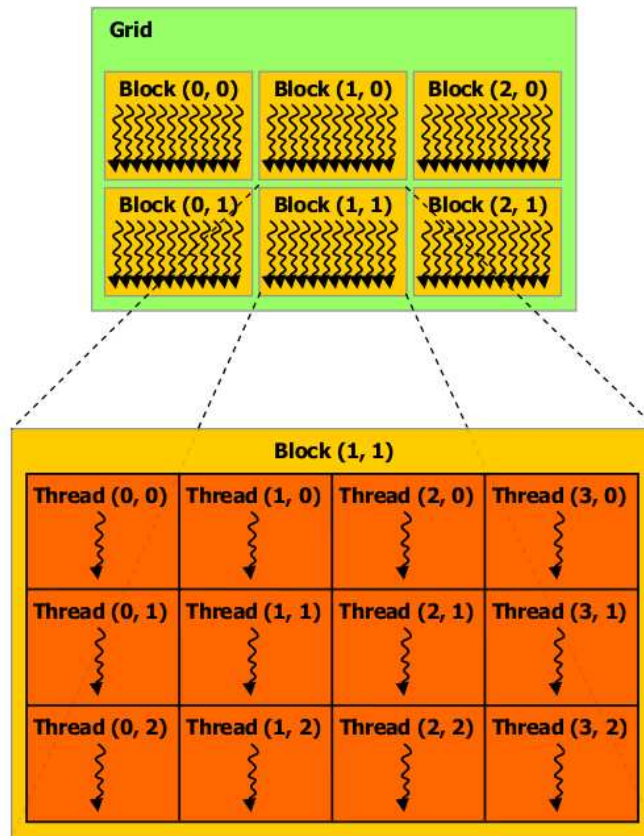 Grid
Block (0, 0) Block (1, 0) Block (2, 0)
Block (0, 1) Block (1, 1) Block (2, 1)
Block (1, 1)
Thread (0, 0) Thread (1, 0) Thread (2, 0) Thread (3, 0)
Thread (0, 1) Thread (1, 1) Thread (2, 1) Thread (3, 1)
Thread (0, 2) Thread (1, 2) Thread (2, 2) Thread (3, 2)